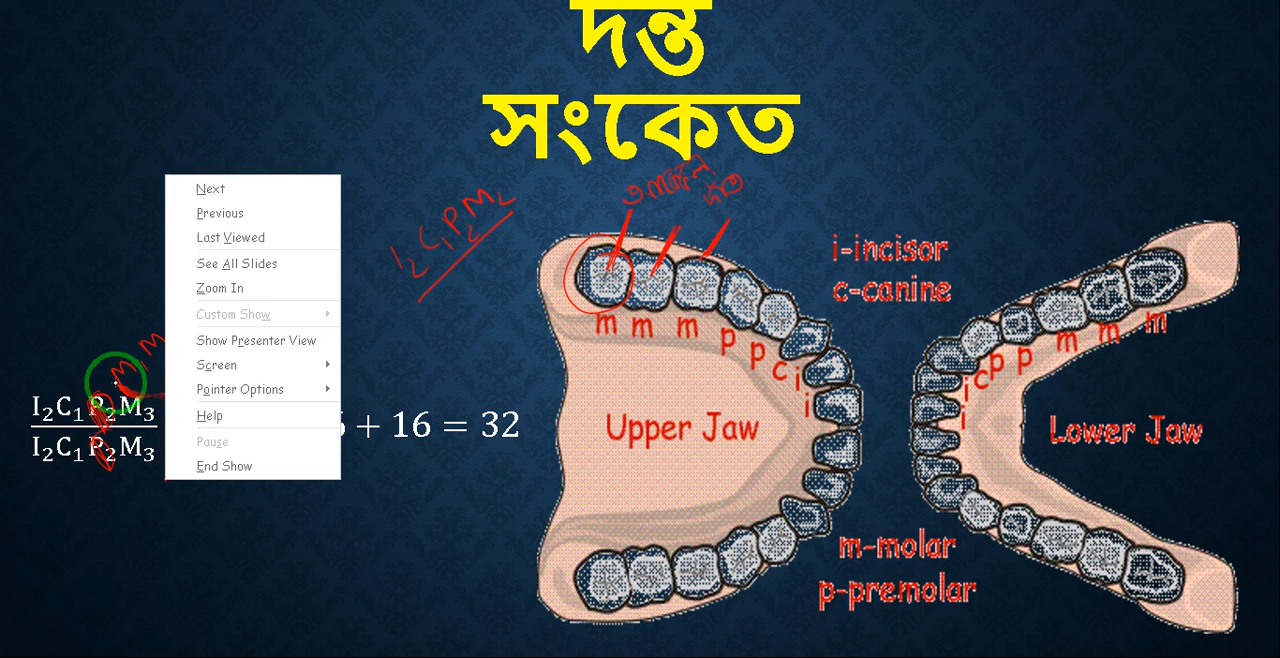 দন্ত
সংকেত
Next
Previous
Last Viewed
See All Slides
Zoom In
Custom Show
Show Presenter View
Screen
Pointer Options
Help
Pause
End Show
I₂C₁P₂M₃
I₂C₁P₂M₃
+ 16 = 32
I₂C₁P₂M₂
দাঁত
M M
i-incisor
c-canine
m m m p p c i i
Upper Jaw
m-molar
p-premolar
i i c p p m m m
Lower Jaw